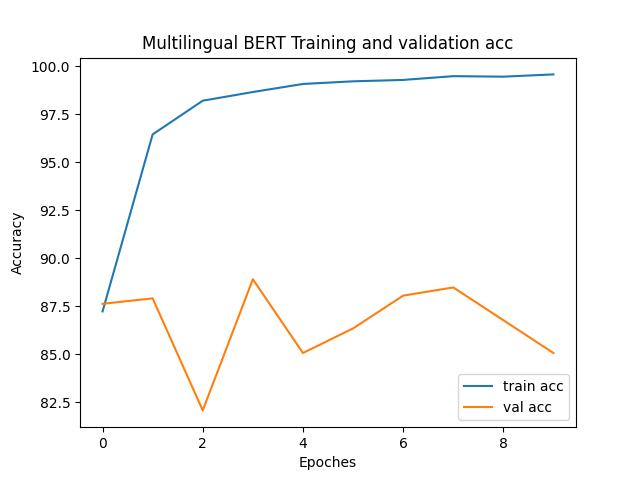 Multilingual BERT Training and validation acc
100.0
97.5
95.0
92.5
90.0
87.5
85.0
82.5
Accuracy
train acc
val acc
0 2 4 6 8
Epoches